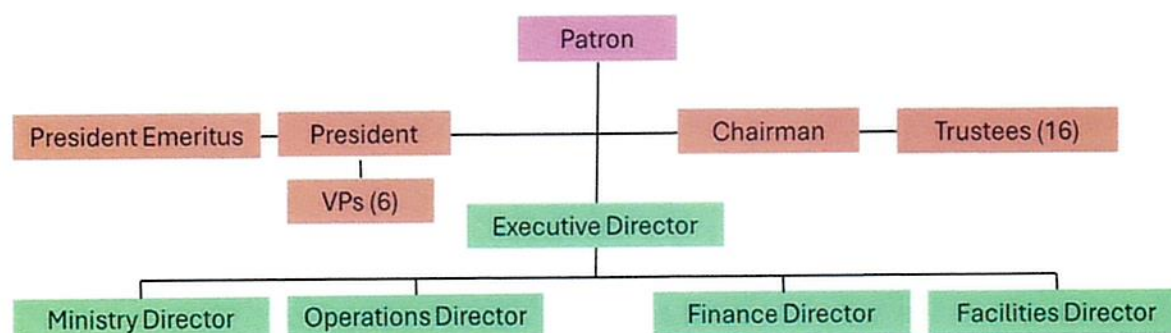 Patron
President Emeritus
President
Chairman
Trustees (16)
VPs (6)
Executive Director
Ministry Director
Operations Director
Finance Director
Facilities Director